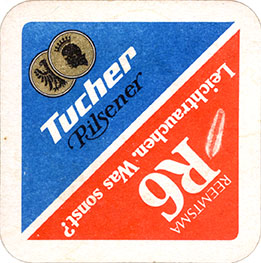 Tucher
Pilsener
REEMTSMA
R6
Leichtrauchen. Was sonst?